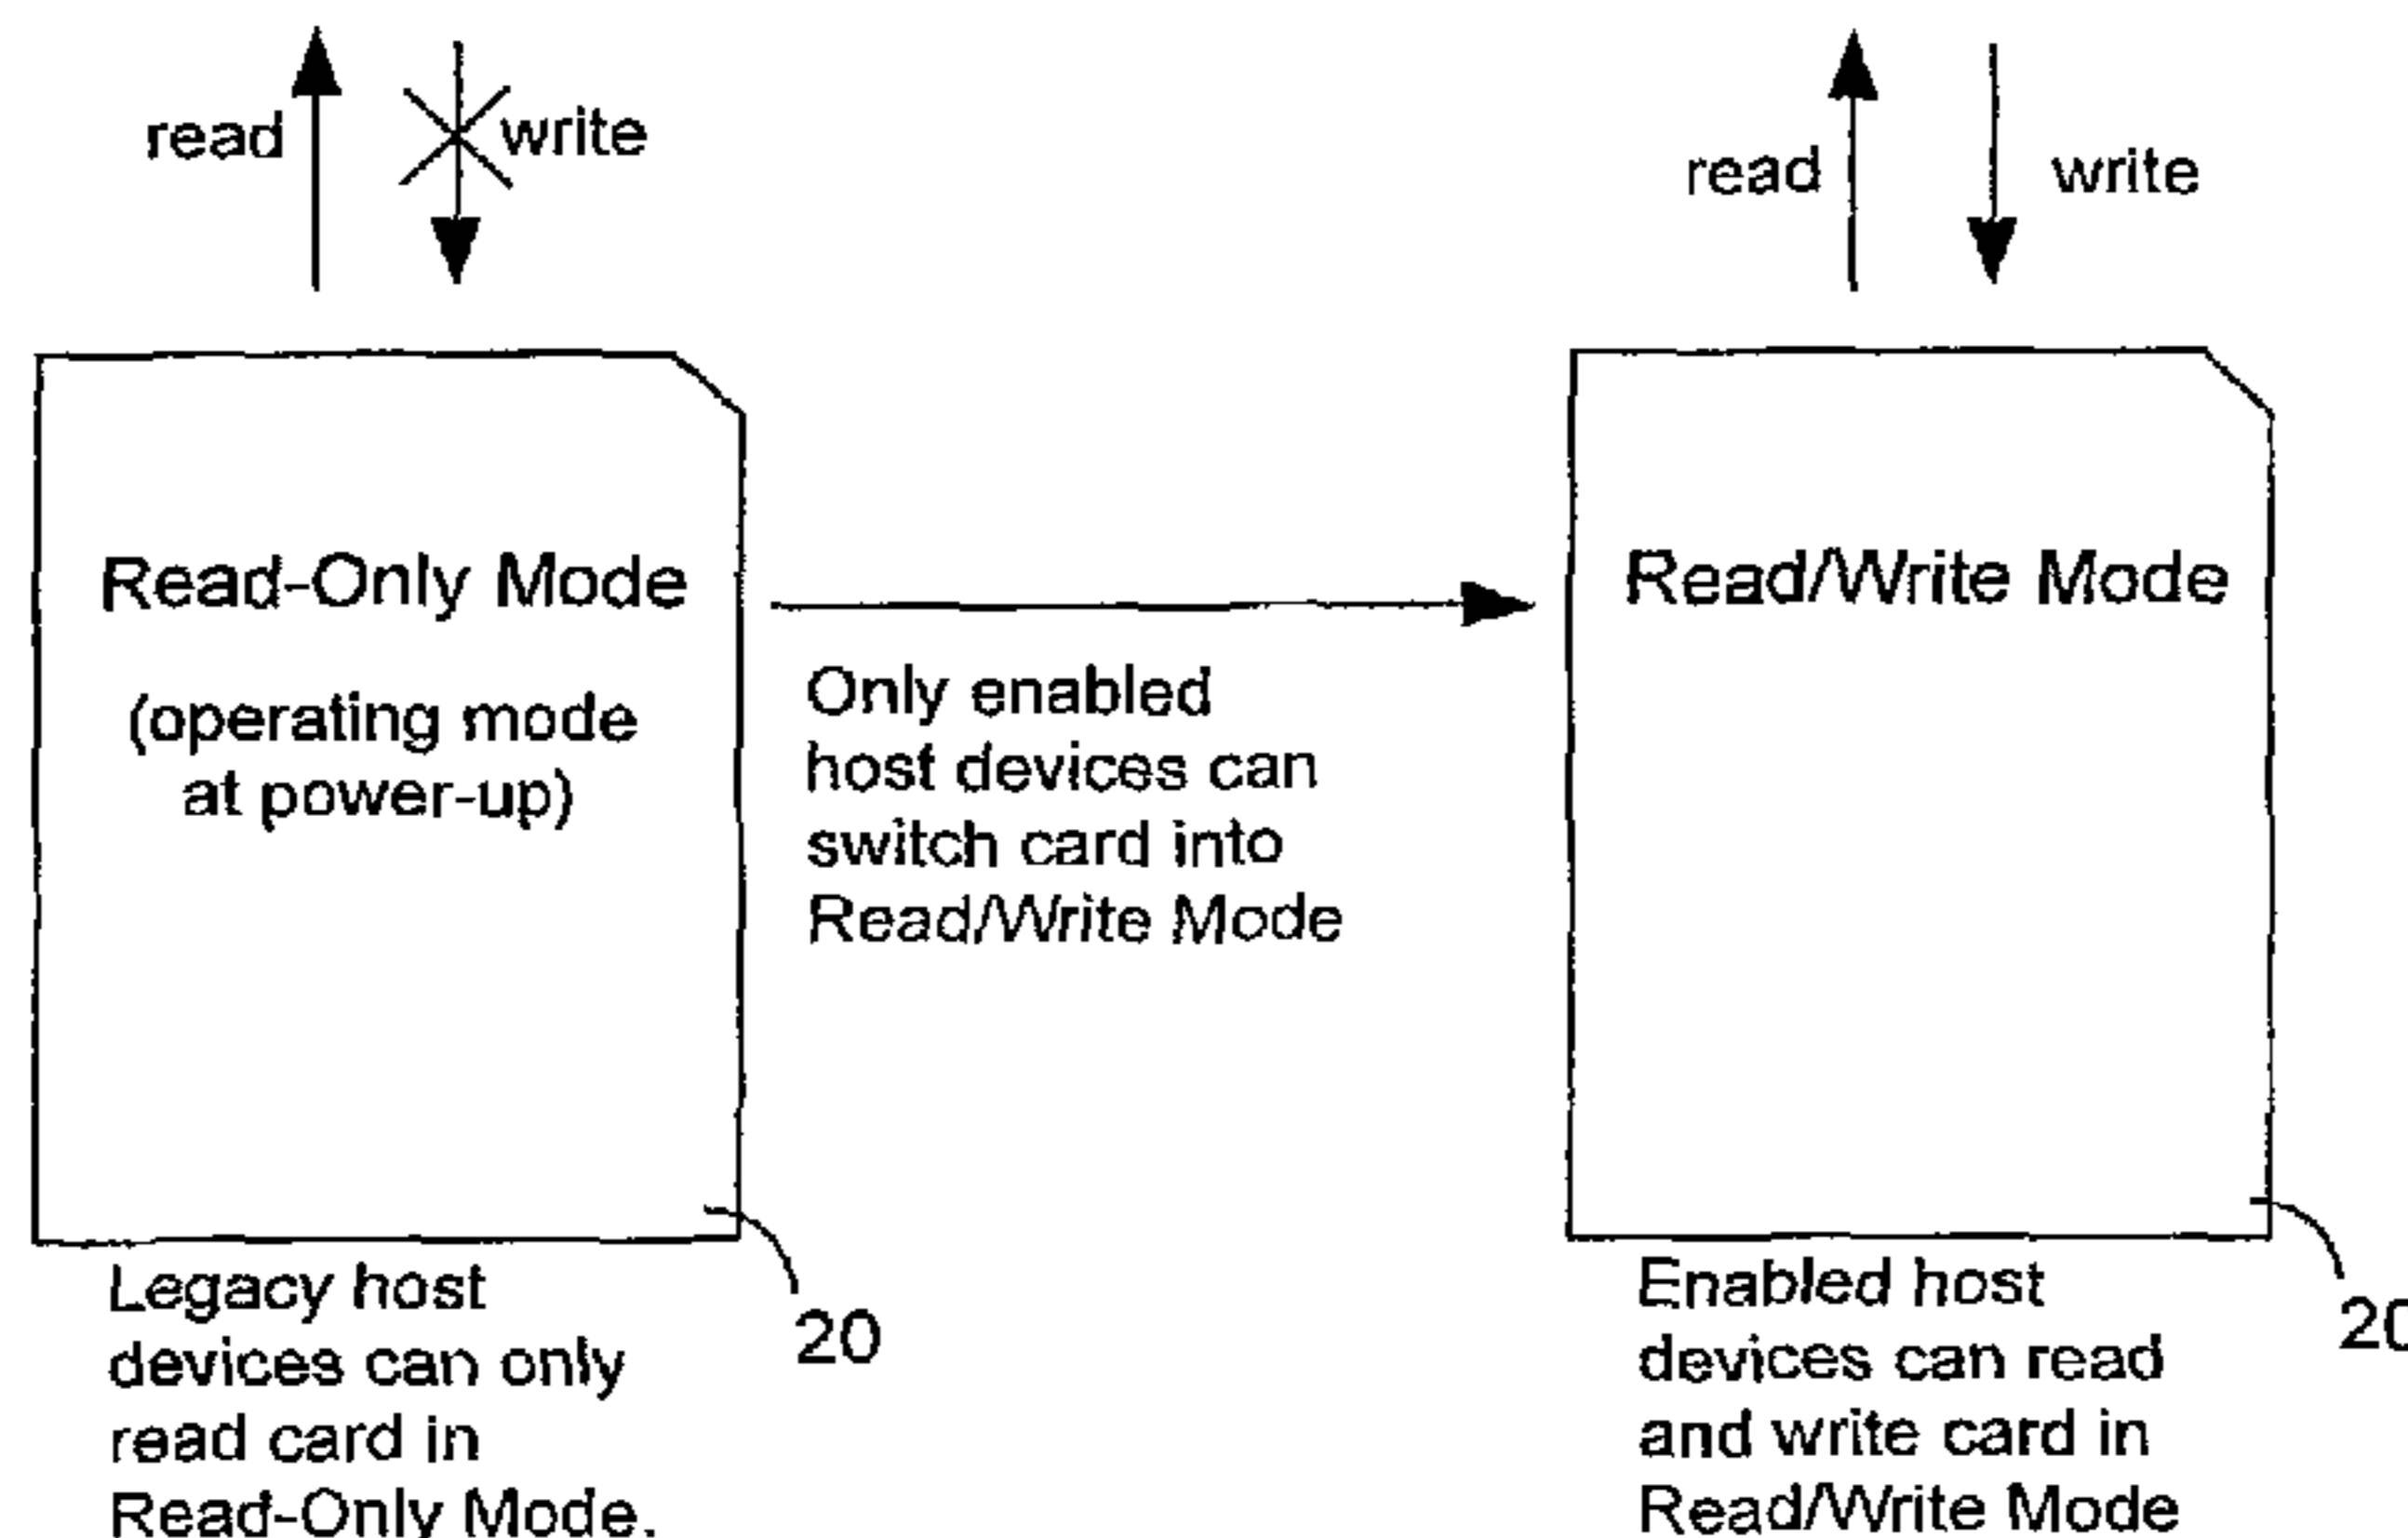 read
write
read
write
Read-Only Mode
(operating mode
at power-up)
Only enabled
host devices can
switch card into
Read/Write Mode
Read/Write Mode
20
Legacy host
devices can only
read card in
Read-Only Mode.
20
Enabled host
devices can read
and write card in
Read/Write Mode